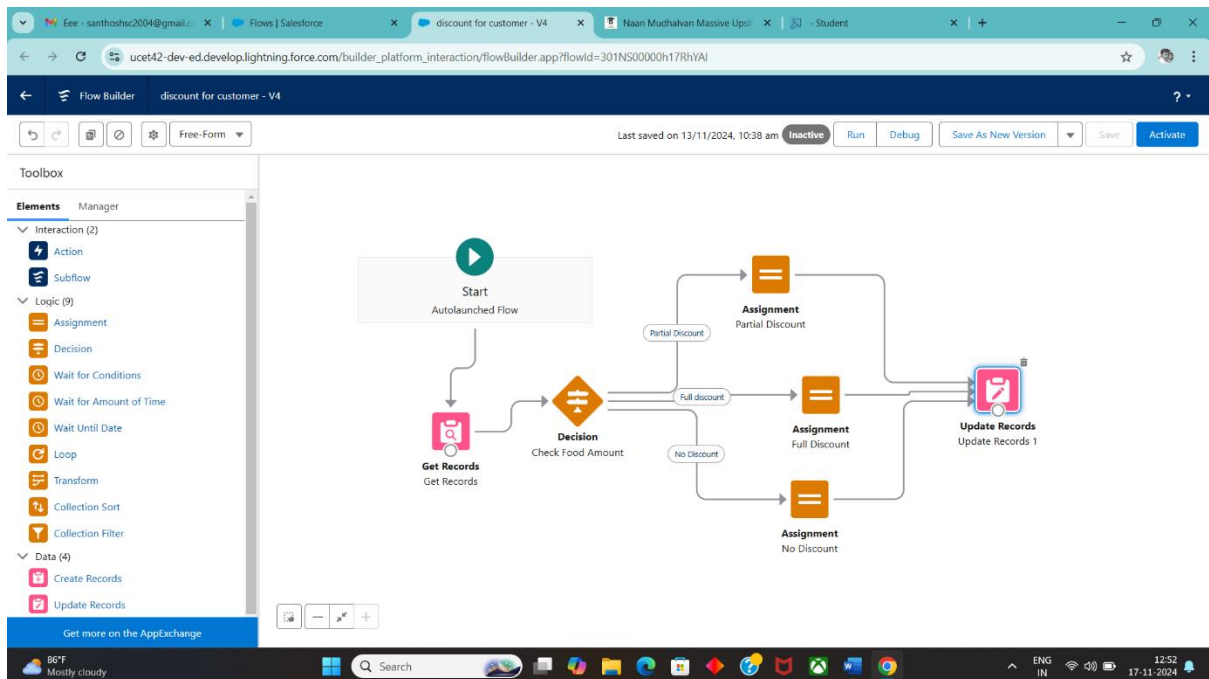 Eee - santhoshsc2004@gmail.c
Flows | Salesforce
discount for customer - V4
Naan Mudhalvan Massive Upski
- Student
ucet42-dev-ed.develop.lightning.force.com/builder_platform_interaction/flowBuilder.app?flowId=301NS00000h17RhYAI
Flow Builder discount for customer - V4
?
Free-Form
Last saved on 13/11/2024, 10:38 am Inactive Run Debug Save As New Version Save Activate
Toolbox
Elements Manager
Interaction (2)
Action
Subflow
Logic (9)
Assignment
Decision
Wait for Conditions
Wait for Amount of Time
Wait Until Date
Loop
Transform
Collection Sort
Collection Filter
Data (4)
Create Records
Update Records
Get more on the AppExchange
Start
Autolaunched Flow
Get Records
Get Records
Decision
Check Food Amount
Partial Discount
Full discount
No Discount
Assignment
Partial Discount
Assignment
Full Discount
Assignment
No Discount
Update Records
Update Records 1
86°F
Mostly cloudy
Search
ENG
IN
12:52
17-11-2024